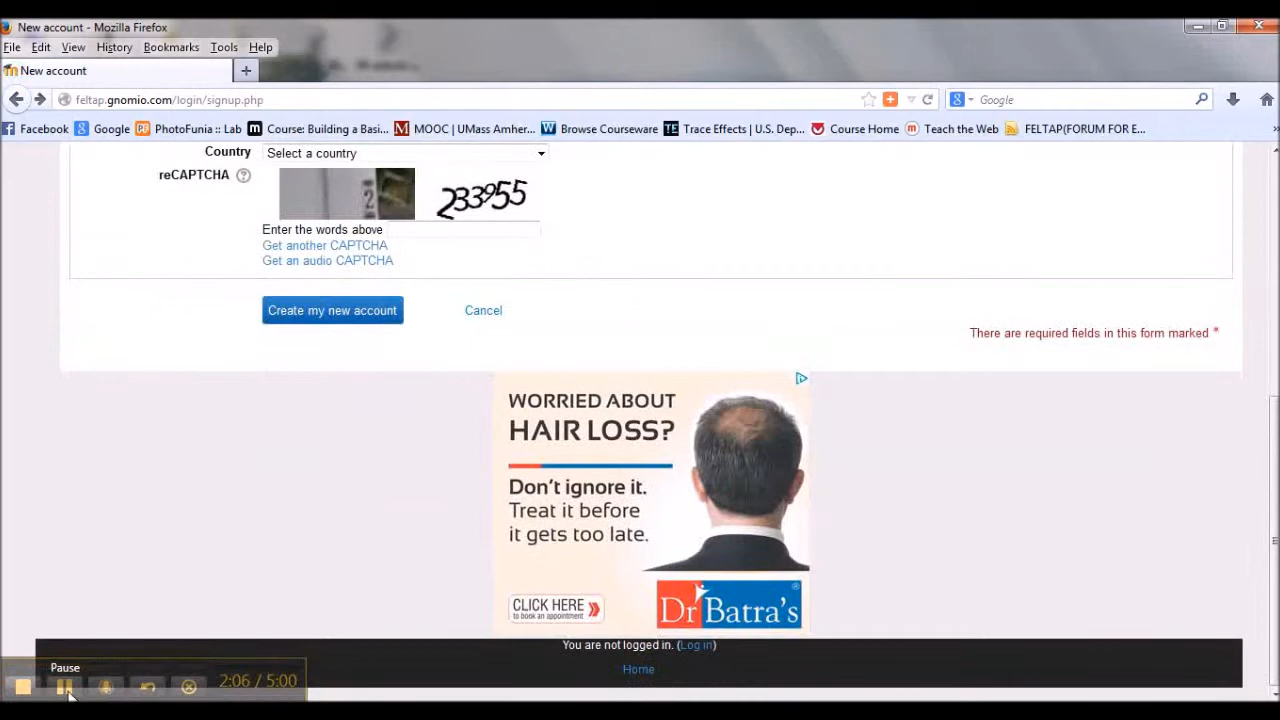 New account - Mozilla Firefox
File Edit View History Bookmarks Tools Help
New account +
feltap.gnomio.com/login/signup.php Google
Facebook Google PhotoFunia :: Lab Course: Building a Basi... MOOC | UMass Amher... Browse Courseware Trace Effects | U.S. Dep... Course Home Teach the Web FELTAP(FORUM FOR E...
Country Select a country
reCAPTCHA
2
233955
Enter the words above
Get another CAPTCHA
Get an audio CAPTCHA
Create my new account Cancel
There are required fields in this form marked *
WORRIED ABOUT
HAIR LOSS?
Don't ignore it.
Treat it before
it gets too late.
CLICK HERE
to book an appointment
Dr Batra's®
You are not logged in. (Log in)
Home
Pause
2:06 / 5:00